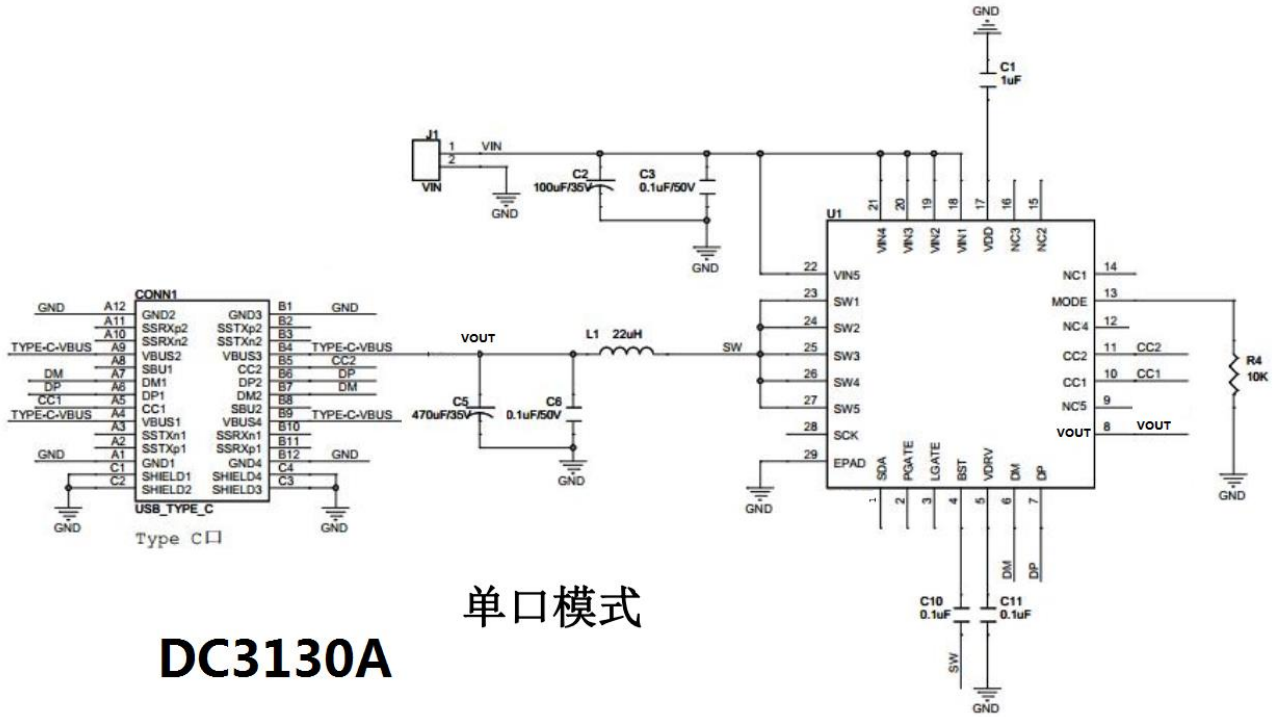 GND
C1
1uF
J1
1 VIN
2
VIN
GND
C2
100uF/35V
C3
0.1uF/50V
GND
U1
21 20 19 18 17 16 15
VIN4 VIN3 VIN2 VIN1 VDD NC3 NC2
22 VIN5
23 SW1
24 SW2
25 SW3
26 SW4
27 SW5
28 SCK
29 EPAD
GND
NC1 14
MODE 13
NC4 12
CC2 11 CC2
CC1 10 CC1
NC5 9
VOUT 8 VOUT
R4
10K
GND
SDA PGATE LGATE BST VDRV DM DP
1 2 3 4 5 6 7
DM DP
C10
0.1uF
C11
0.1uF
SW
GND
CONN1
GND A12 GND2 GND3 B1 GND
A11 SSRXp2 SSTXp2 B2
A10 SSRXn2 SSTXn2 B3
TYPE-C-VBUS A9 VBUS2 VBUS3 B4 TYPE-C-VBUS
A8 SBU1 CC2 B5 CC2
DM A7 DM1 DP2 B6 DP
DP A6 DP1 DM2 B7 DM
CC1 A5 CC1 SBU2 B8
TYPE-C-VBUS A4 VBUS1 VBUS4 B9 TYPE-C-VBUS
A3 SSTXn1 SSRXn1 B10
A2 SSTXp1 SSRXp1 B11
GND A1 GND1 GND4 B12 GND
C1 SHIELD1 SHIELD4 C4
C2 SHIELD2 SHIELD3 C3
USB_TYPE_C
GND
GND
Type C口
VOUT
L1 22uH
SW
C5
470uF/35V
C6
0.1uF/50V
GND
单口模式
DC3130A